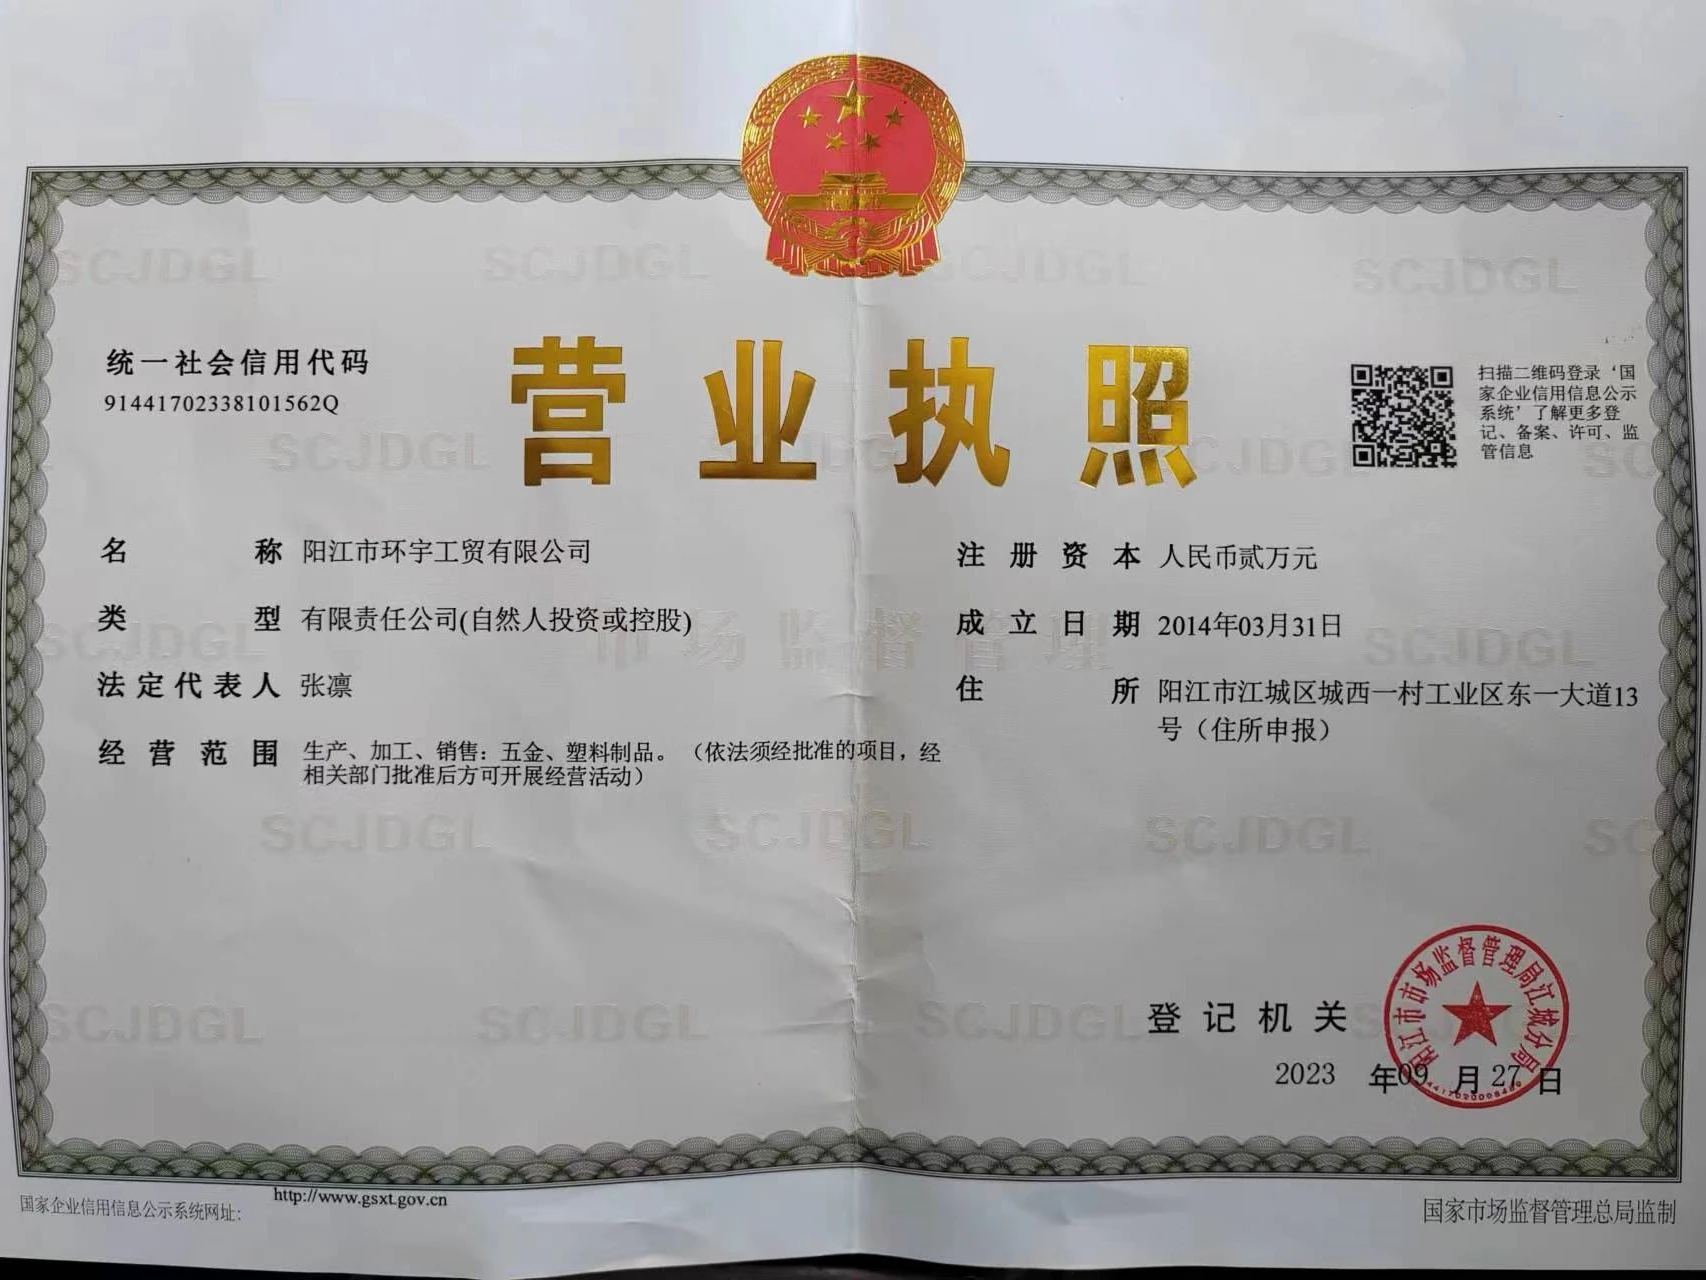 统一社会信用代码
91441702338101562Q
营业执照
扫描二维码登录‘国
家企业信用信息公示
系统’了解更多登
记、备案、许可、监
管信息
名称 阳江市环宇工贸有限公司
类型 有限责任公司(自然人投资或控股)
法定代表人 张凛
经营范围 生产、加工、销售：五金、塑料制品。（依法须经批准的项目，经
相关部门批准后方可开展经营活动）
注册资本 人民币贰万元
成立日期 2014年03月31日
住所 阳江市江城区城西一村工业区东一大道13
号（住所申报）
市场监督管理
SCJDGL
登记机关
阳江市市场监督管理局江城分局
2023年09月27日
国家企业信用信息公示系统网址：
http://www.gsxt.gov.cn
国家市场监督管理总局监制